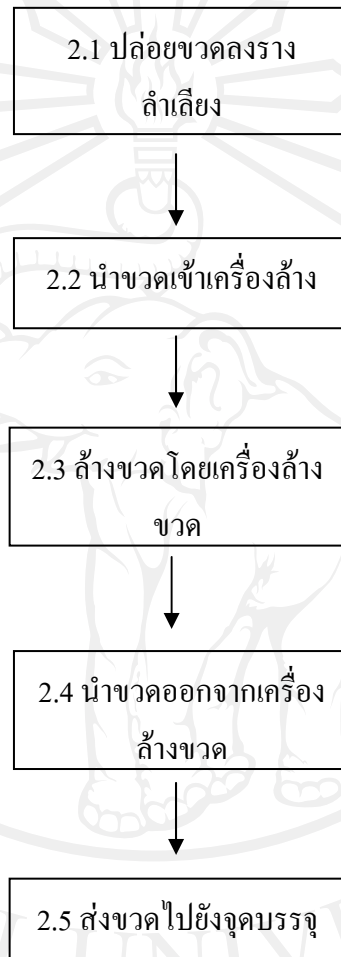 2.1 ปล่อยขวดลงราง
ลำเลียง
2.2 นำขวดเข้าเครื่องล้าง
2.3 ล้างขวดโดยเครื่องล้าง
ขวด
2.4 นำขวดออกจากเครื่อง
ล้างขวด
2.5 ส่งขวดไปยังจุดบรรจุ